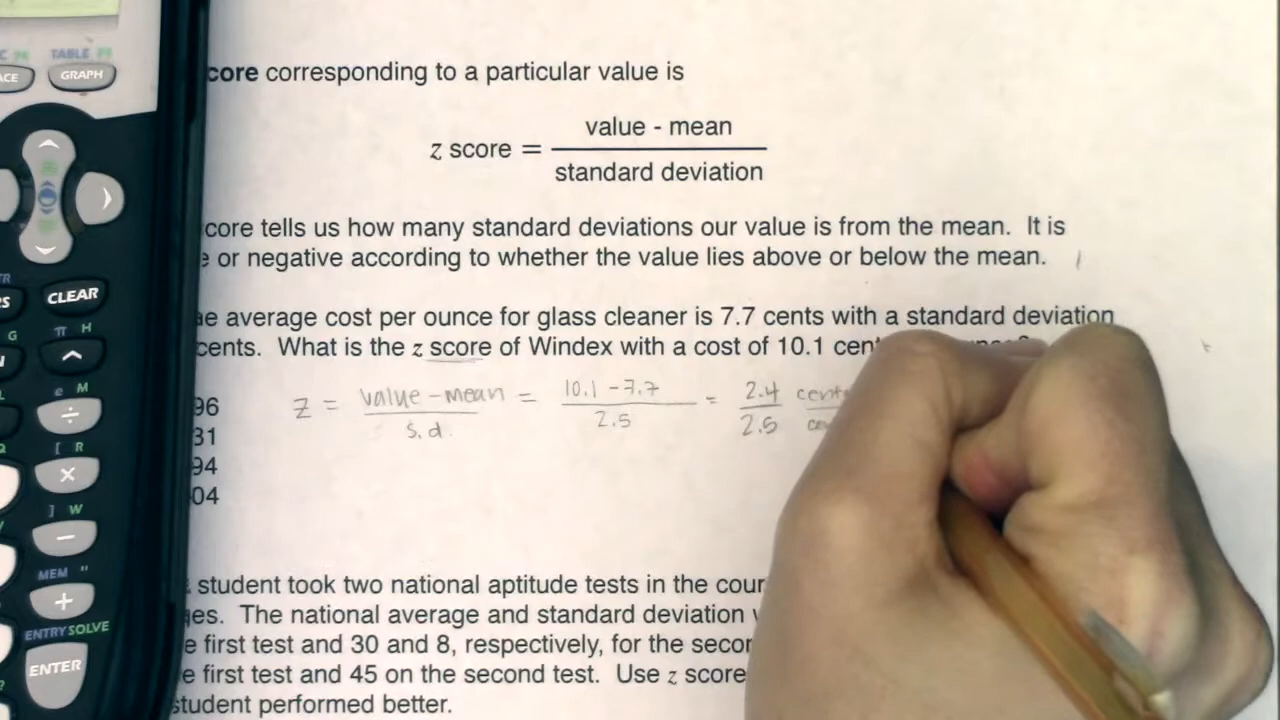 TABLE
GRAPH
core corresponding to a particular value is
z score = value - mean
standard deviation
core tells us how many standard deviations our value is from the mean. It is
or negative according to whether the value lies above or below the mean.
CLEAR
π H
average cost per ounce for glass cleaner is 7.7 cents with a standard deviation
cents. What is the z score of Windex with a cost of 10.1
e M
96 Z = value - mean = 10.1 - 7.7 = 2.4 cents
31 s.d. 2.5 2.5
[ R
94
04
] W
MEM "
ENTRY SOLVE
ENTER
student took two national aptitude tests in the
The national average and standard deviation
first test and 30 and 8, respectively, for the
first test and 45 on the second test. Use z score
student performed better.